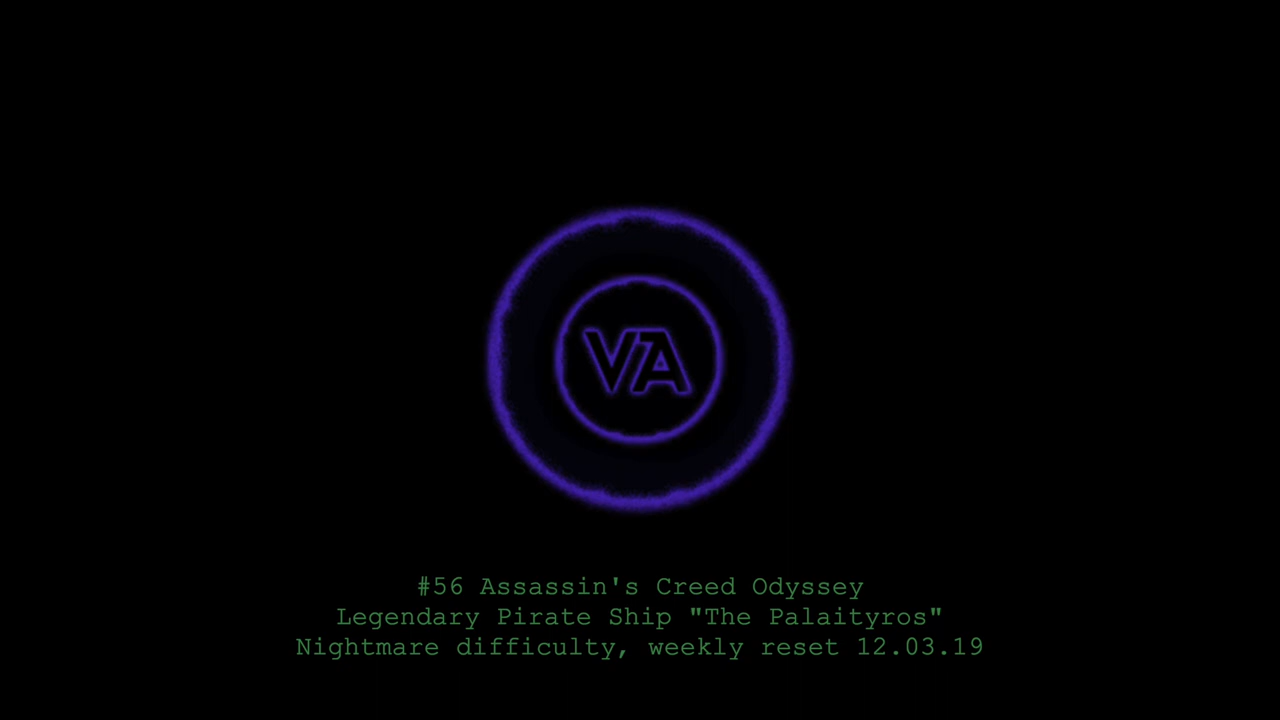 VA
#56 Assassin's Creed Odyssey
Legendary Pirate Ship "The Palaityros"
Nightmare difficulty, weekly reset 12.03.19